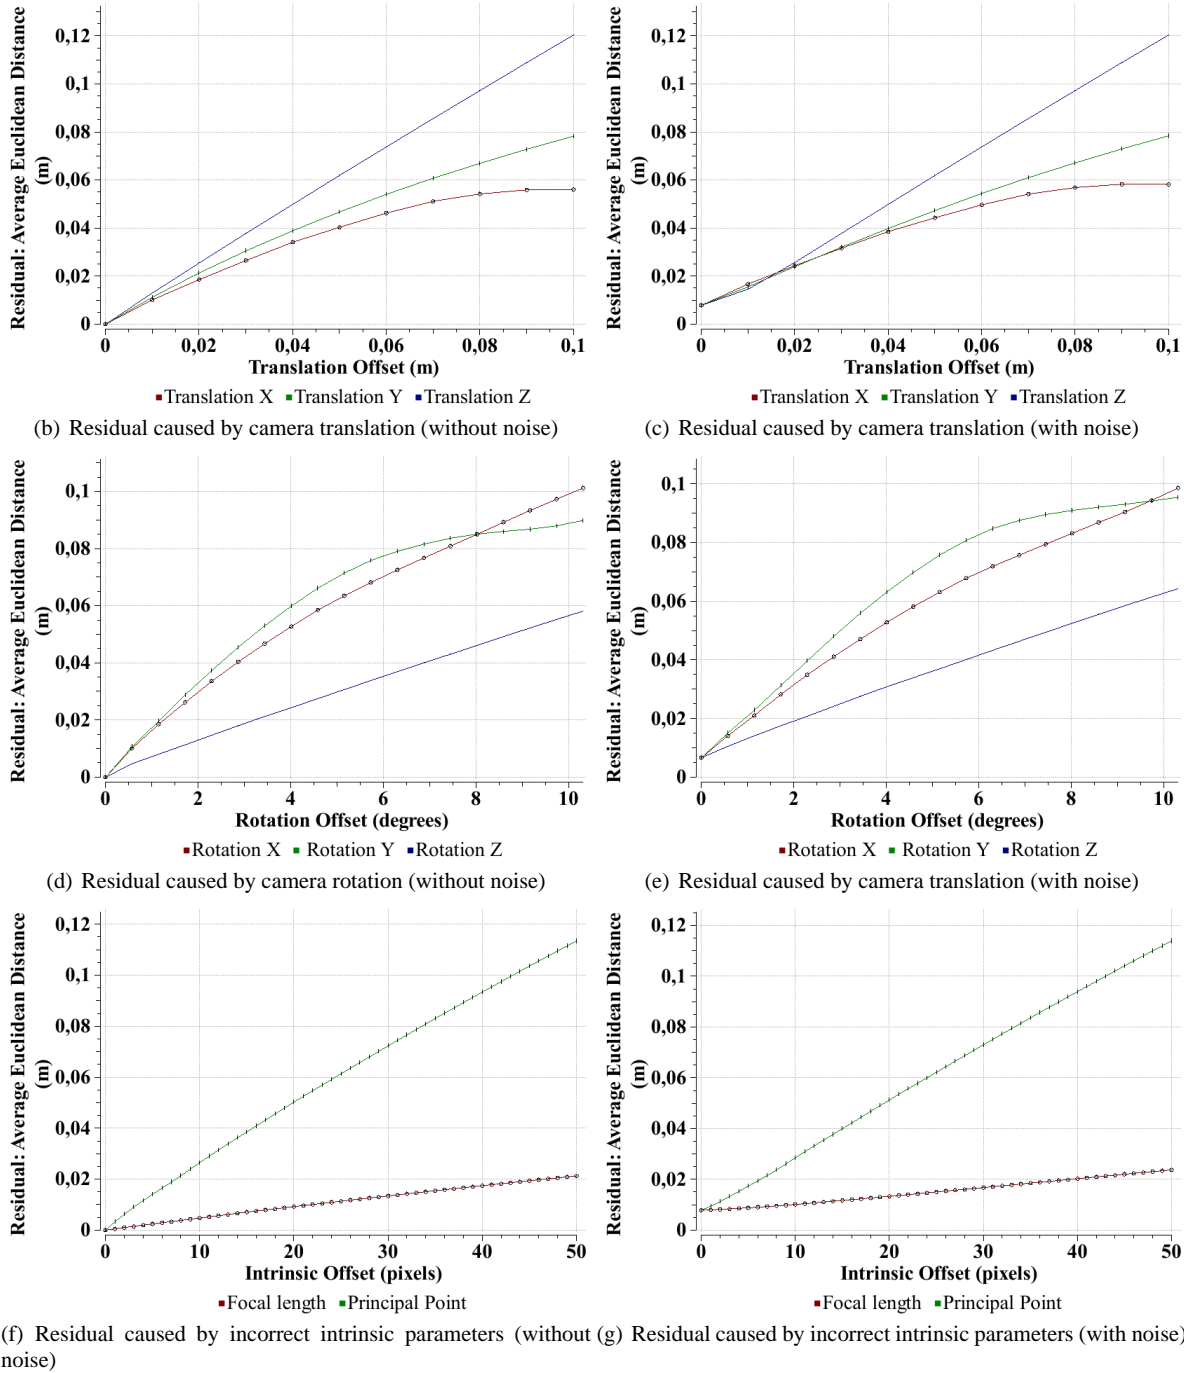 Residual: Average Euclidean Distance
(m)
0,12
0,1
0,08
0,06
0,04
0,02
0
0 0,02 0,04 0,06 0,08 0,1
Translation Offset (m)
Translation X Translation Y Translation Z
(b) Residual caused by camera translation (without noise)
Residual: Average Euclidean Distance
(m)
0,12
0,1
0,08
0,06
0,04
0,02
0
0 0,02 0,04 0,06 0,08 0,1
Translation Offset (m)
Translation X Translation Y Translation Z
(c) Residual caused by camera translation (with noise)
Residual: Average Euclidean Distance
(m)
0,1
0,08
0,06
0,04
0,02
0
0 2 4 6 8 10
Rotation Offset (degrees)
Rotation X Rotation Y Rotation Z
(d) Residual caused by camera rotation (without noise)
Residual: Average Euclidean Distance
(m)
0,1
0,08
0,06
0,04
0,02
0
0 2 4 6 8 10
Rotation Offset (degrees)
Rotation X Rotation Y Rotation Z
(e) Residual caused by camera translation (with noise)
Residual: Average Euclidean Distance
(m)
0,12
0,1
0,08
0,06
0,04
0,02
0
0 10 20 30 40 50
Intrinsic Offset (pixels)
Focal length Principal Point
(f) Residual caused by incorrect intrinsic parameters (without
noise)
Residual: Average Euclidean Distance
(m)
0,12
0,1
0,08
0,06
0,04
0,02
0
0 10 20 30 40 50
Intrinsic Offset (pixels)
Focal length Principal Point
(g) Residual caused by incorrect intrinsic parameters (with noise)